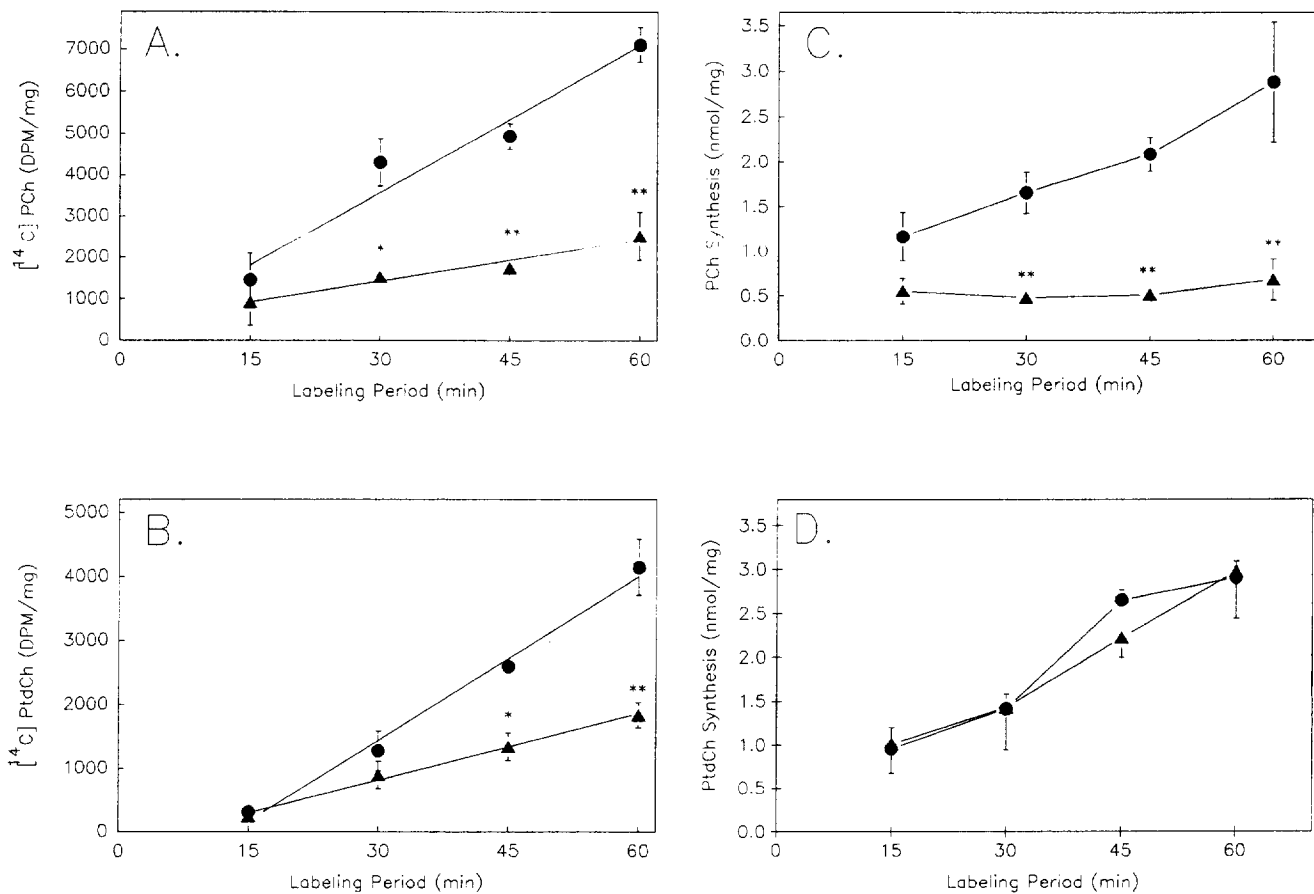 A.
[¹⁴C] PCh (DPM/mg)
7000
6000
5000
4000
3000
2000
1000
0
*
**
**
0 15 30 45 60
Labeling Period (min)
C.
PCh Synthesis (nmol/mg)
3.5
3.0
2.5
2.0
1.5
1.0
0.5
0.0
**
**
**
0 15 30 45 60
Labeling Period (min)
B.
[¹⁴C] PtdCh (DPM/mg)
5000
4000
3000
2000
1000
0
*
**
0 15 30 45 60
Labeling Period (min)
D.
PtdCh Synthesis (nmol/mg)
3.5
3.0
2.5
2.0
1.5
1.0
0.5
0.0
0 15 30 45 60
Labeling Period (min)